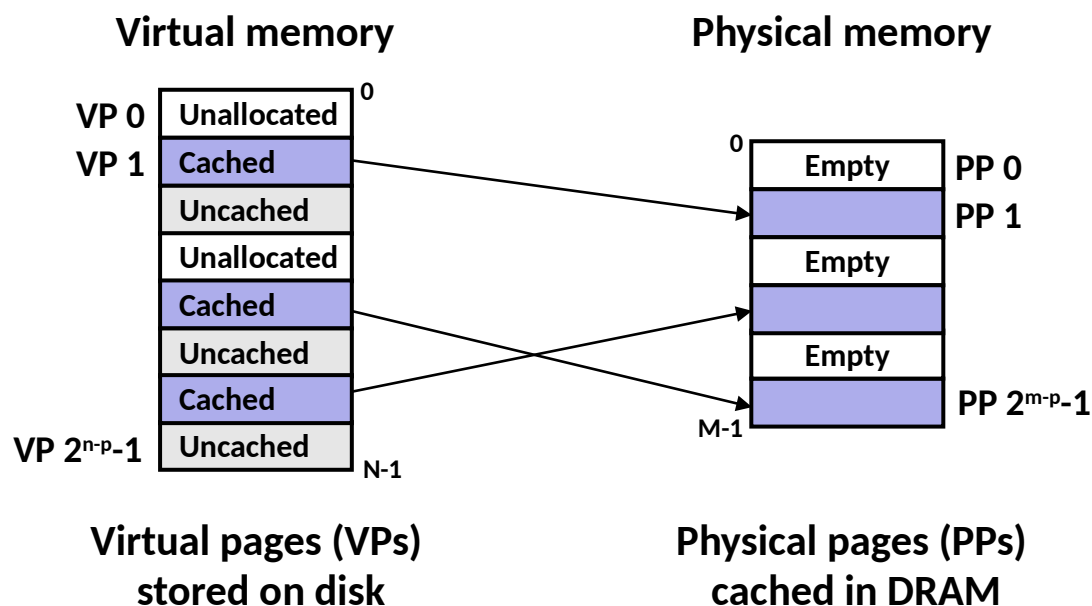 Virtual memory
Physical memory
0
VP 0
Unallocated
VP 1
Cached
Uncached
Unallocated
Cached
Uncached
Cached
VP 2ⁿ⁻ᵖ-1
Uncached
N-1
0
Empty
PP 0
PP 1
Empty
Empty
PP 2ᵐ⁻ᵖ-1
M-1
Virtual pages (VPs)
stored on disk
Physical pages (PPs)
cached in DRAM